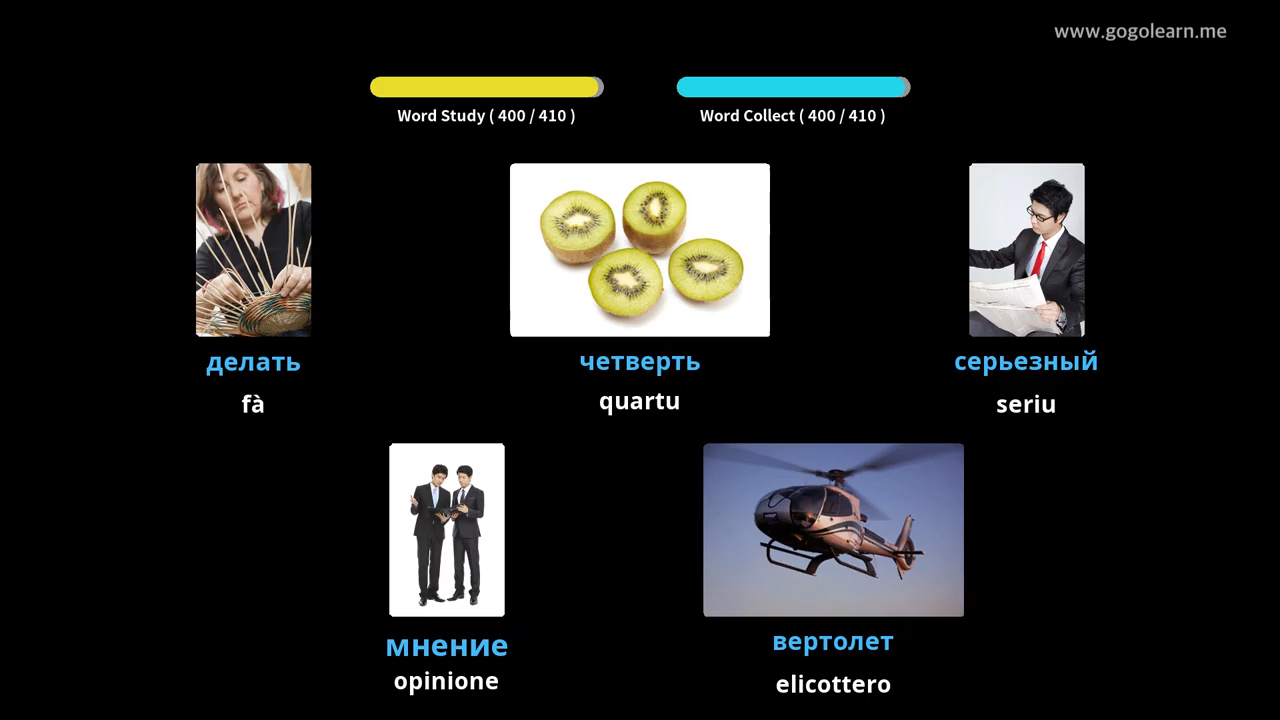 www.gogolearn.me
Word Study ( 400 / 410 )
Word Collect ( 400 / 410 )
делать
fà
четверть
quartu
серьезный
seriu
мнение
opinione
вертолет
elicottero